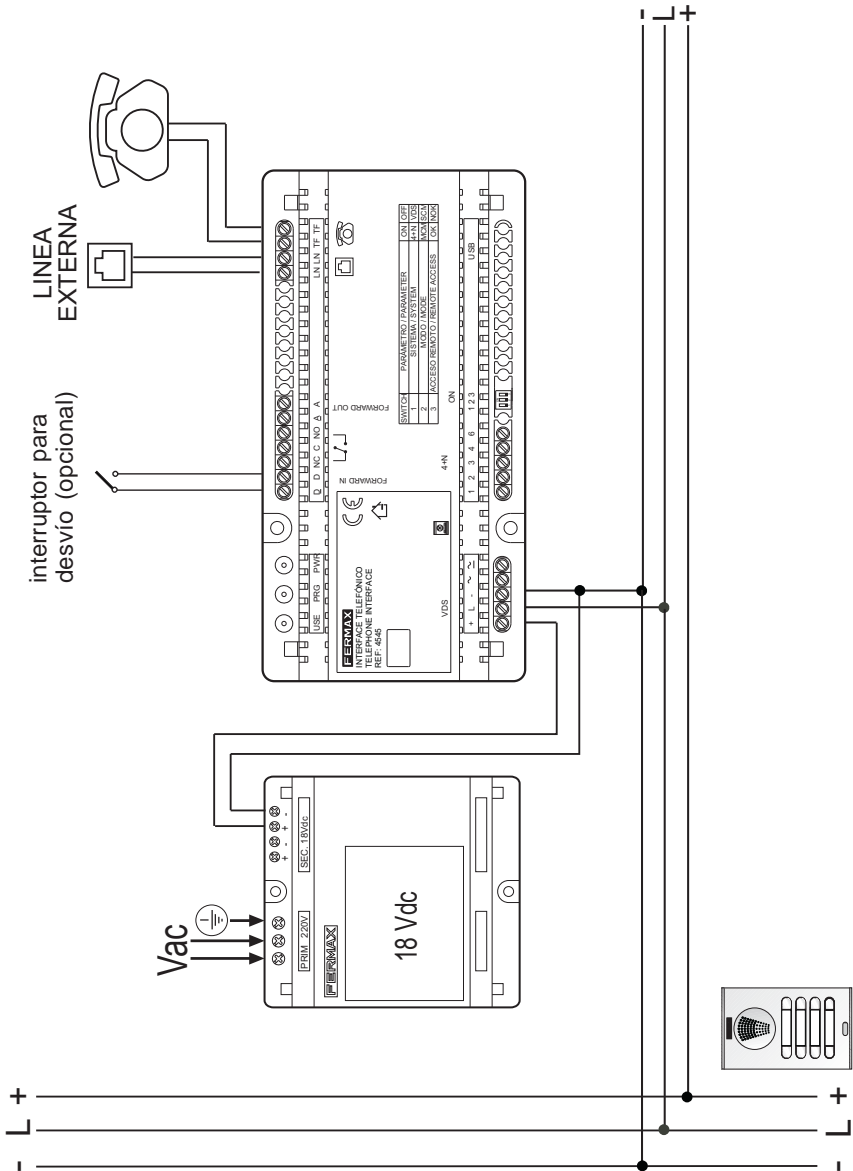 - L +
LINEA
EXTERNA
interruptor para
desvío (opcional)
D D NC C NO A A
LN LN TF TF
USE PRG PWR
FERMAX
INTERFACE TELEFÓNICO
TELEPHONE INTERFACE
REF: 4545
CE
FORWARD IN
FORWARD OUT
SWITCH PARÁMETRO / PARAMETER ON OFF
1 SISTEMA / SYSTEM 4+N VDS
2 MODO / MODE MCM SCM
3 ACCESO REMOTO / REMOTE ACCESS OK NOK
VDS
4+N
ON
+ L - ~ ~
1 2 3 4 6
1 2 3
USB
Vac
+ - + -
PRIM 220V
SEC. 18Vdc
FERMAX
18 Vdc
- L +
- L +